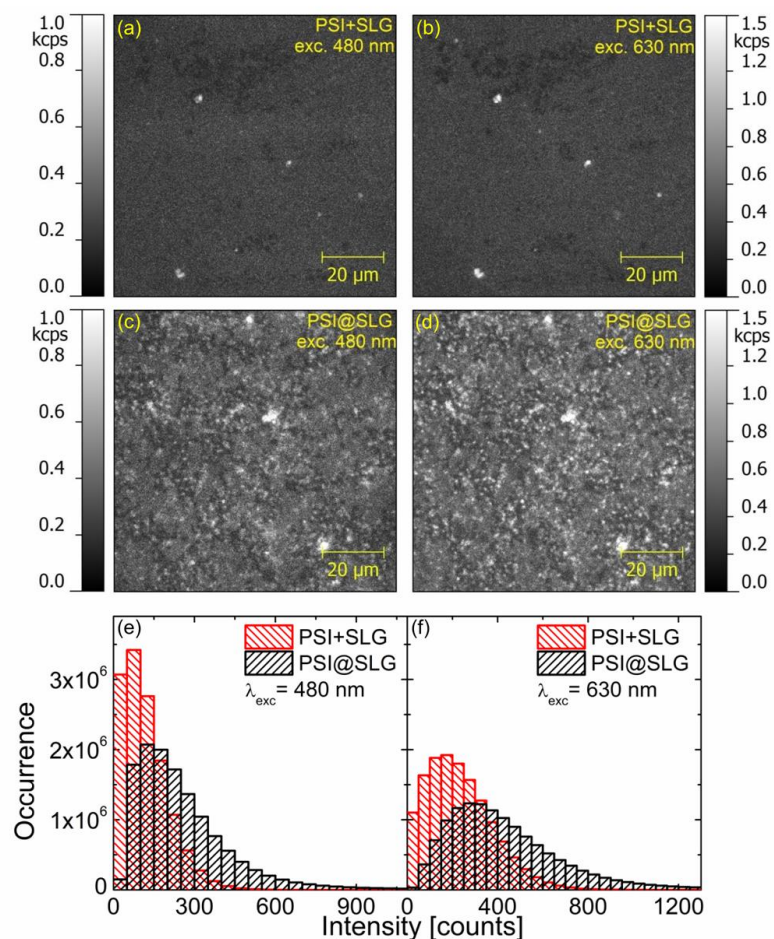 1.0
kcps
0.8
0.6
0.4
0.2
0.0
(a)
PSI+SLG
exc. 480 nm
20 µm
(b)
PSI+SLG
exc. 630 nm
20 µm
1.5
kcps
1.2
1.0
0.8
0.6
0.4
0.2
0.0
1.0
kcps
0.8
0.6
0.4
0.2
0.0
(c)
PSI@SLG
exc. 480 nm
20 µm
(d)
PSI@SLG
exc. 630 nm
20 µm
1.5
kcps
1.2
1.0
0.8
0.6
0.4
0.2
0.0
(e)
PSI+SLG
PSI@SLG
λexc= 480 nm
(f)
PSI+SLG
PSI@SLG
λexc= 630 nm
Occurrence
3x10⁶
2x10⁶
1x10⁶
0
0 300 600 900 0 400 800 1200
Intensity [counts]